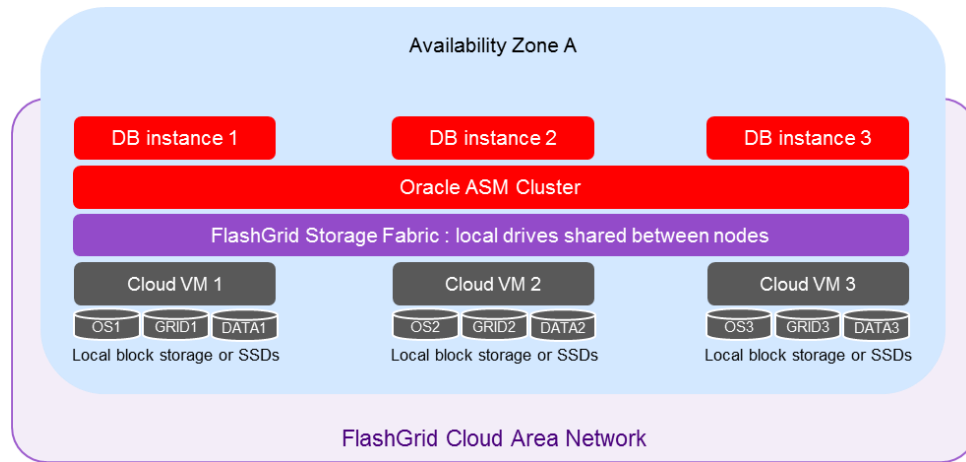 Availability Zone A
DB instance 1
DB instance 2
DB instance 3
Oracle ASM Cluster
FlashGrid Storage Fabric : local drives shared between nodes
Cloud VM 1
Cloud VM 2
Cloud VM 3
OS1 GRID1 DATA1
OS2 GRID2 DATA2
OS3 GRID3 DATA3
Local block storage or SSDs
Local block storage or SSDs
Local block storage or SSDs
FlashGrid Cloud Area Network